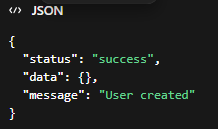 </> JSON
{
"status": "success",
"data": {},
"message": "User created"
}